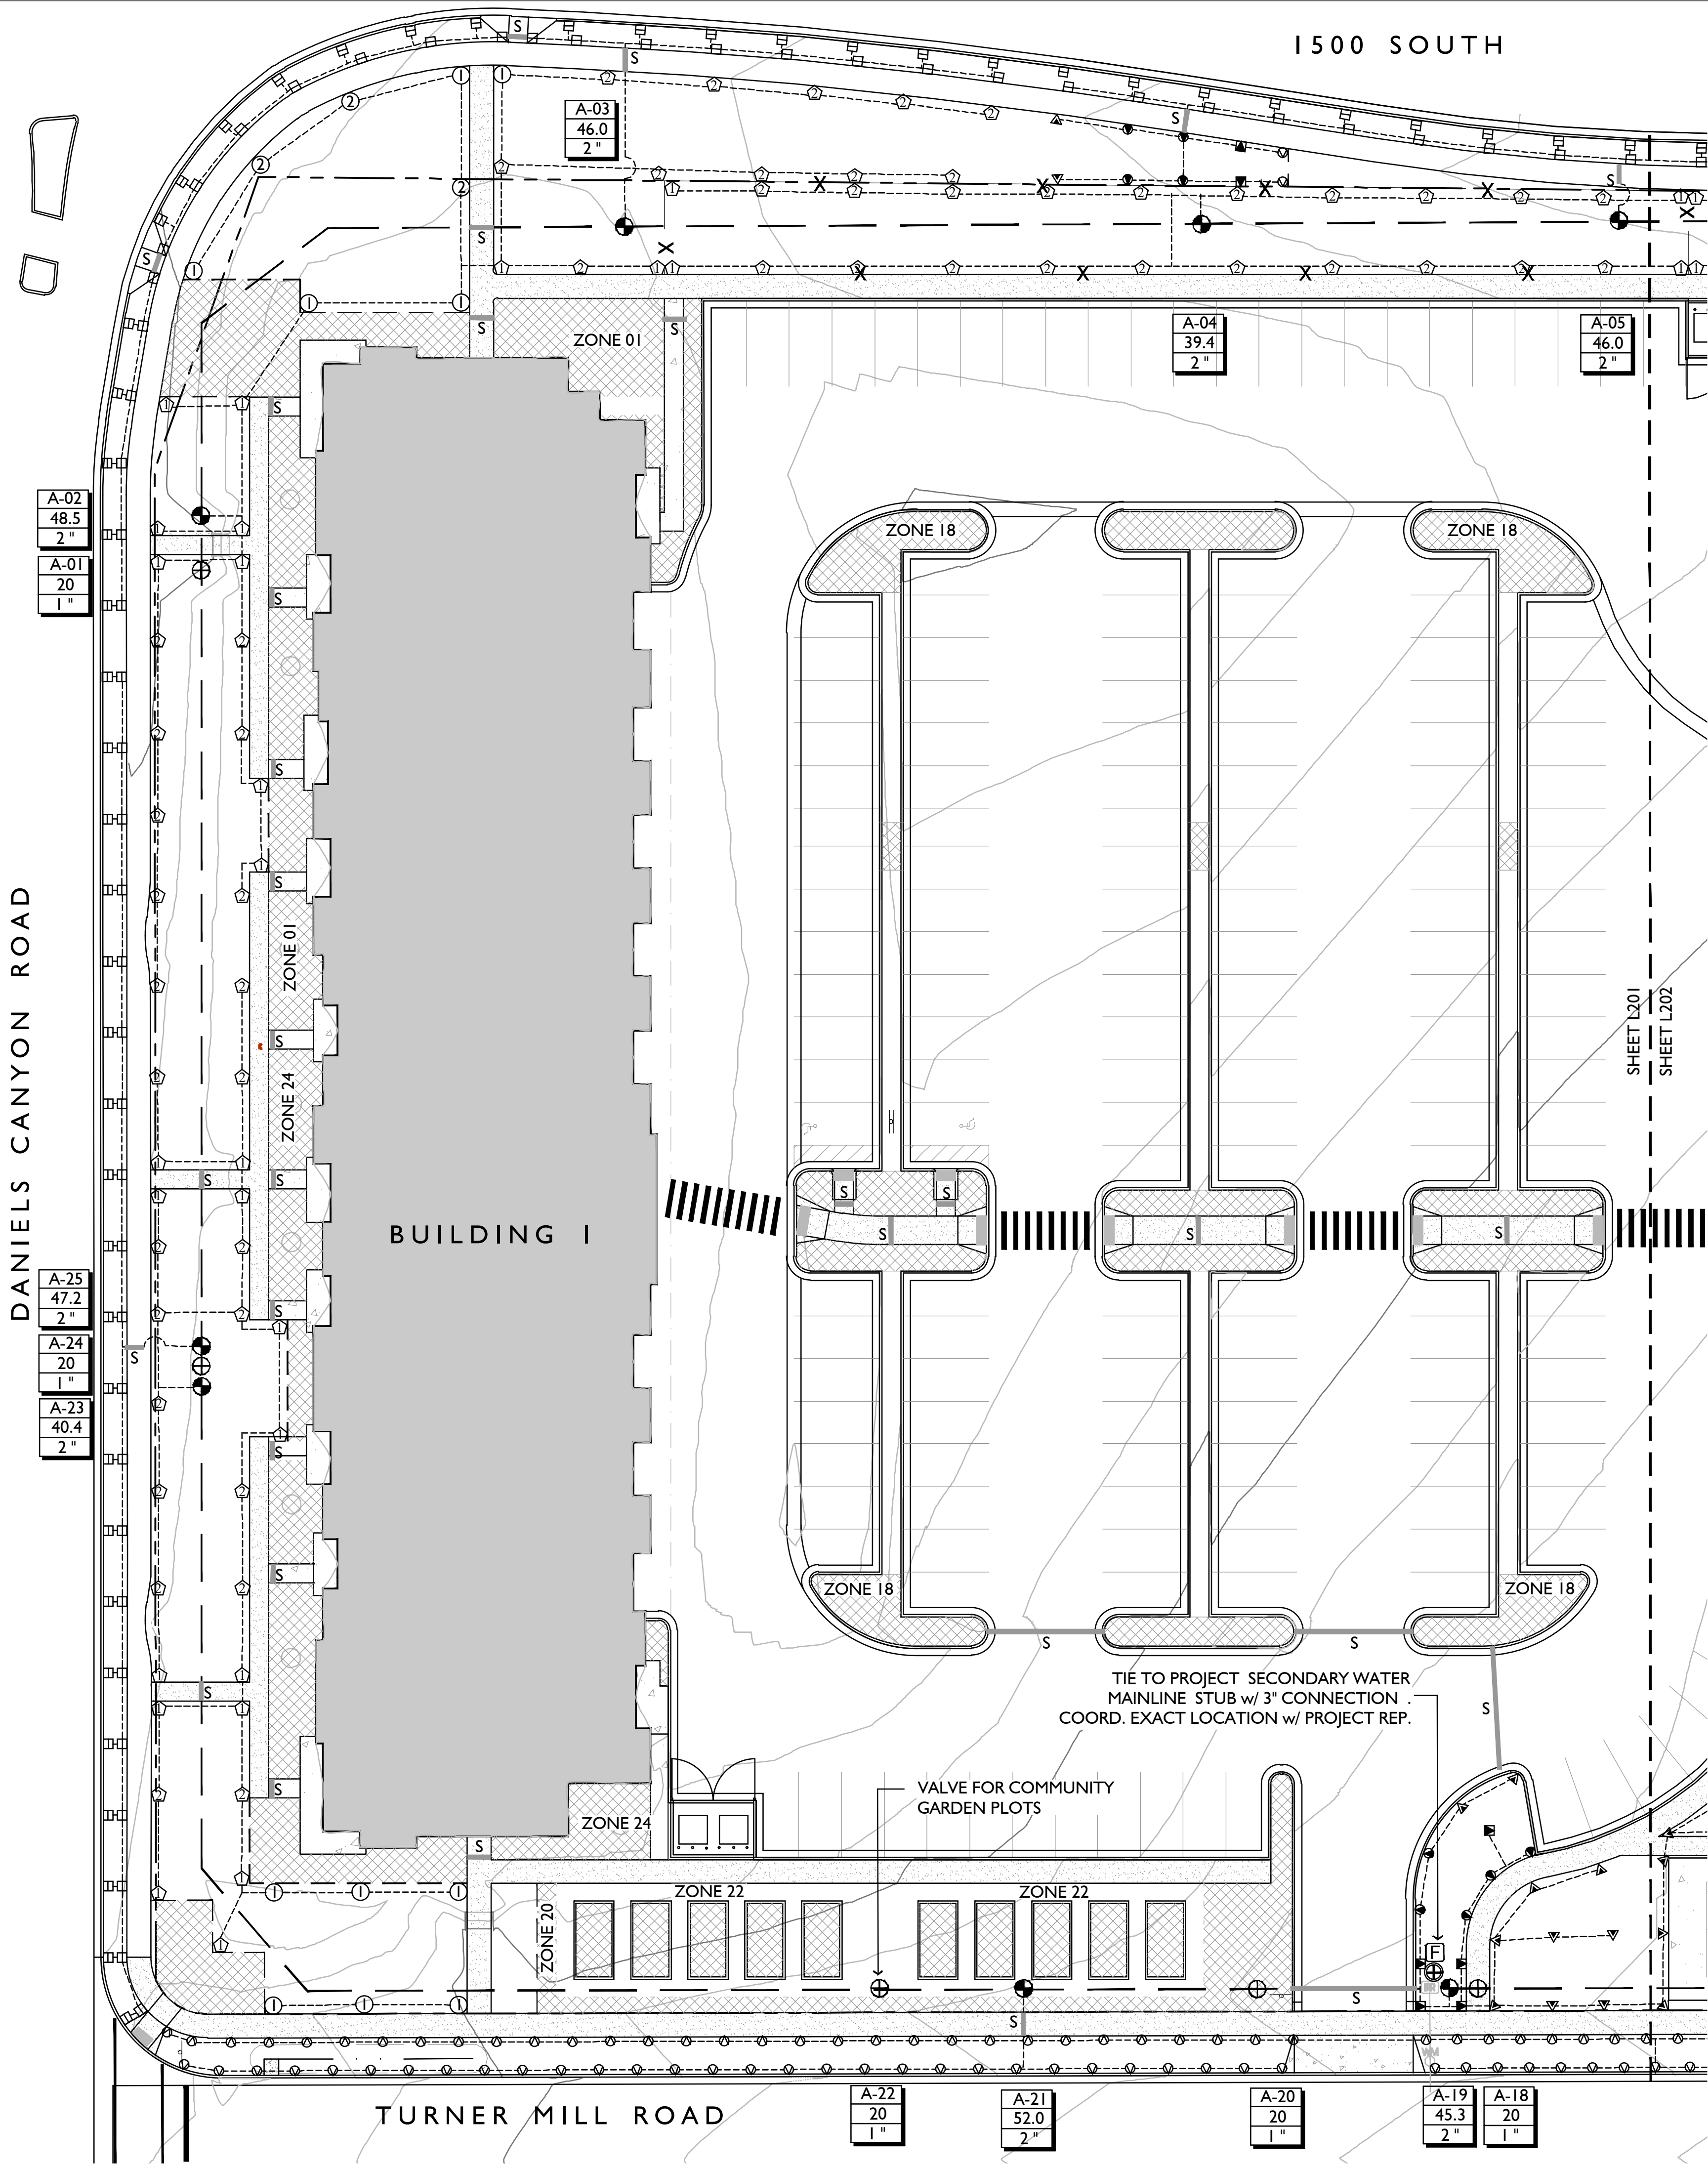 1500 SOUTH
A-03
46.0
2"
A-04
39.4
2"
A-05
46.0
2"
ZONE 01
A-02
48.5
2"
A-01
20
1"
ZONE 18
ZONE 18
DANIELS CANYON ROAD
ZONE 01
ZONE 24
SHEET L201
SHEET L202
BUILDING 1
A-25
47.2
2"
A-24
20
1"
A-23
40.4
2"
ZONE 18
ZONE 18
TIE TO PROJECT SECONDARY WATER
MAINLINE STUB w/ 3" CONNECTION .
COORD. EXACT LOCATION w/ PROJECT REP.
VALVE FOR COMMUNITY
GARDEN PLOTS
ZONE 24
ZONE 22
ZONE 22
ZONE 20
F
WM
A-22
20
1"
A-21
52.0
2"
A-20
20
1"
A-19
45.3
2"
A-18
20
1"
TURNER MILL ROAD